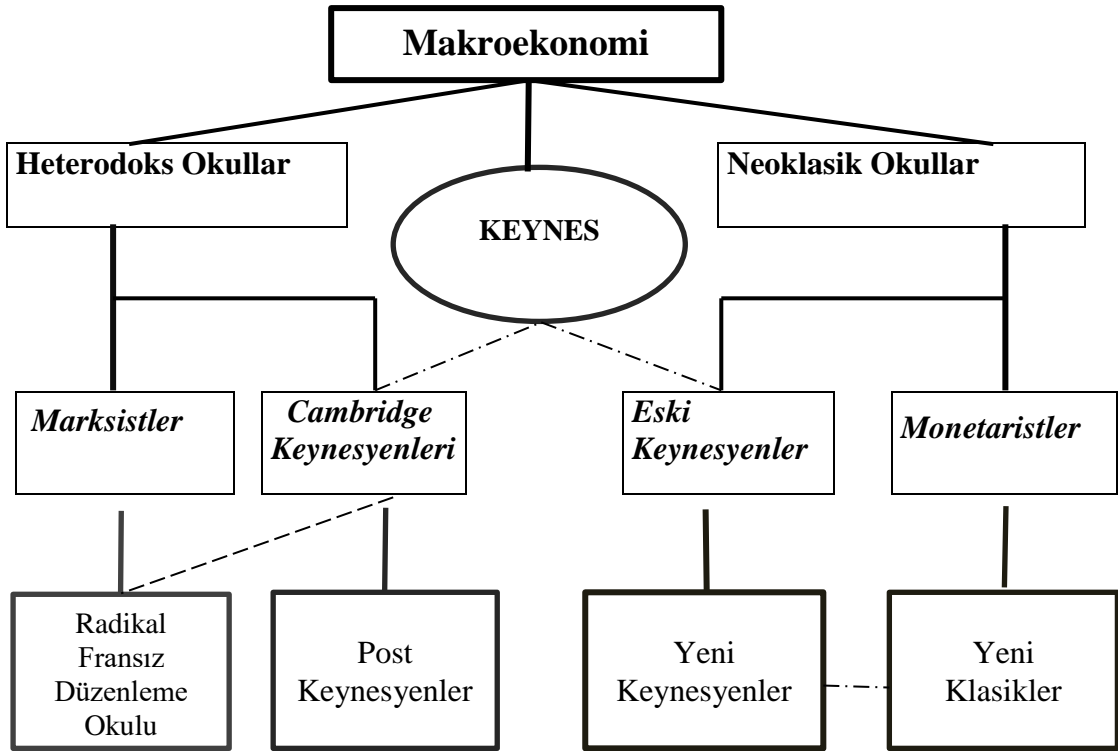 Makroekonomi
Heterodoks Okullar
Neoklasik Okullar
KEYNES
Marksistler
Cambridge
Keynesyenleri
Eski
Keynesyenler
Monetaristler
Radikal
Fransız
Düzenleme
Okulu
Post
Keynesyenler
Yeni
Keynesyenler
Yeni
Klasikler